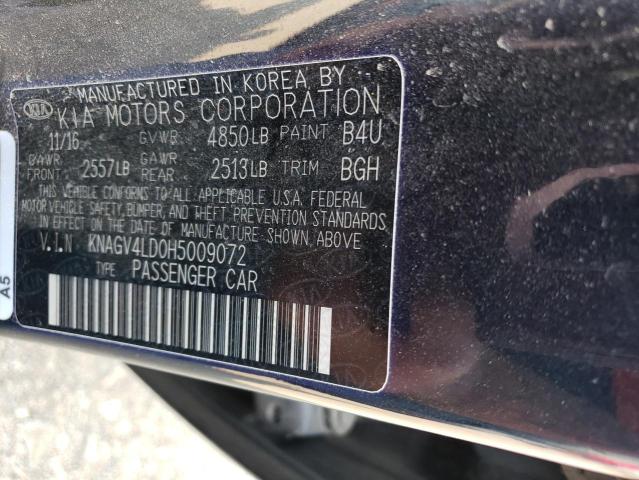 MANUFACTURED IN KOREA BY
KIA KIA MOTORS CORPORATION
11/16 GVWR 4850LB PAINT B4U
GAWR FRONT 2557LB GAWR REAR 2513LB TRIM BGH
THIS VEHICLE CONFORMS TO ALL APPLICABLE U.S.A. FEDERAL
MOTOR VEHICLE SAFETY, BUMPER, AND THEFT PREVENTION STANDARDS
IN EFFECT ON THE DATE OF MANUFACTURE SHOWN ABOVE.
V.I.N KNAGV4LD0H5009072
TYPE PASSENGER CAR
A5